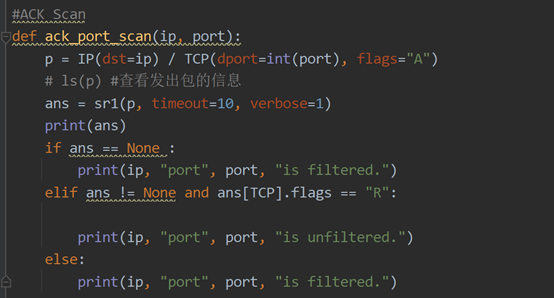 #ACK Scan
def ack_port_scan(ip, port):
    p = IP(dst=ip) / TCP(dport=int(port), flags="A")
    # ls(p) #查看发出包的信息
    ans = sr1(p, timeout=10, verbose=1)
    print(ans)
    if ans == None :
        print(ip, "port", port, "is filtered.")
    elif ans != None and ans[TCP].flags == "R":
        print(ip, "port", port, "is unfiltered.")
    else:
        print(ip, "port", port, "is filtered.")